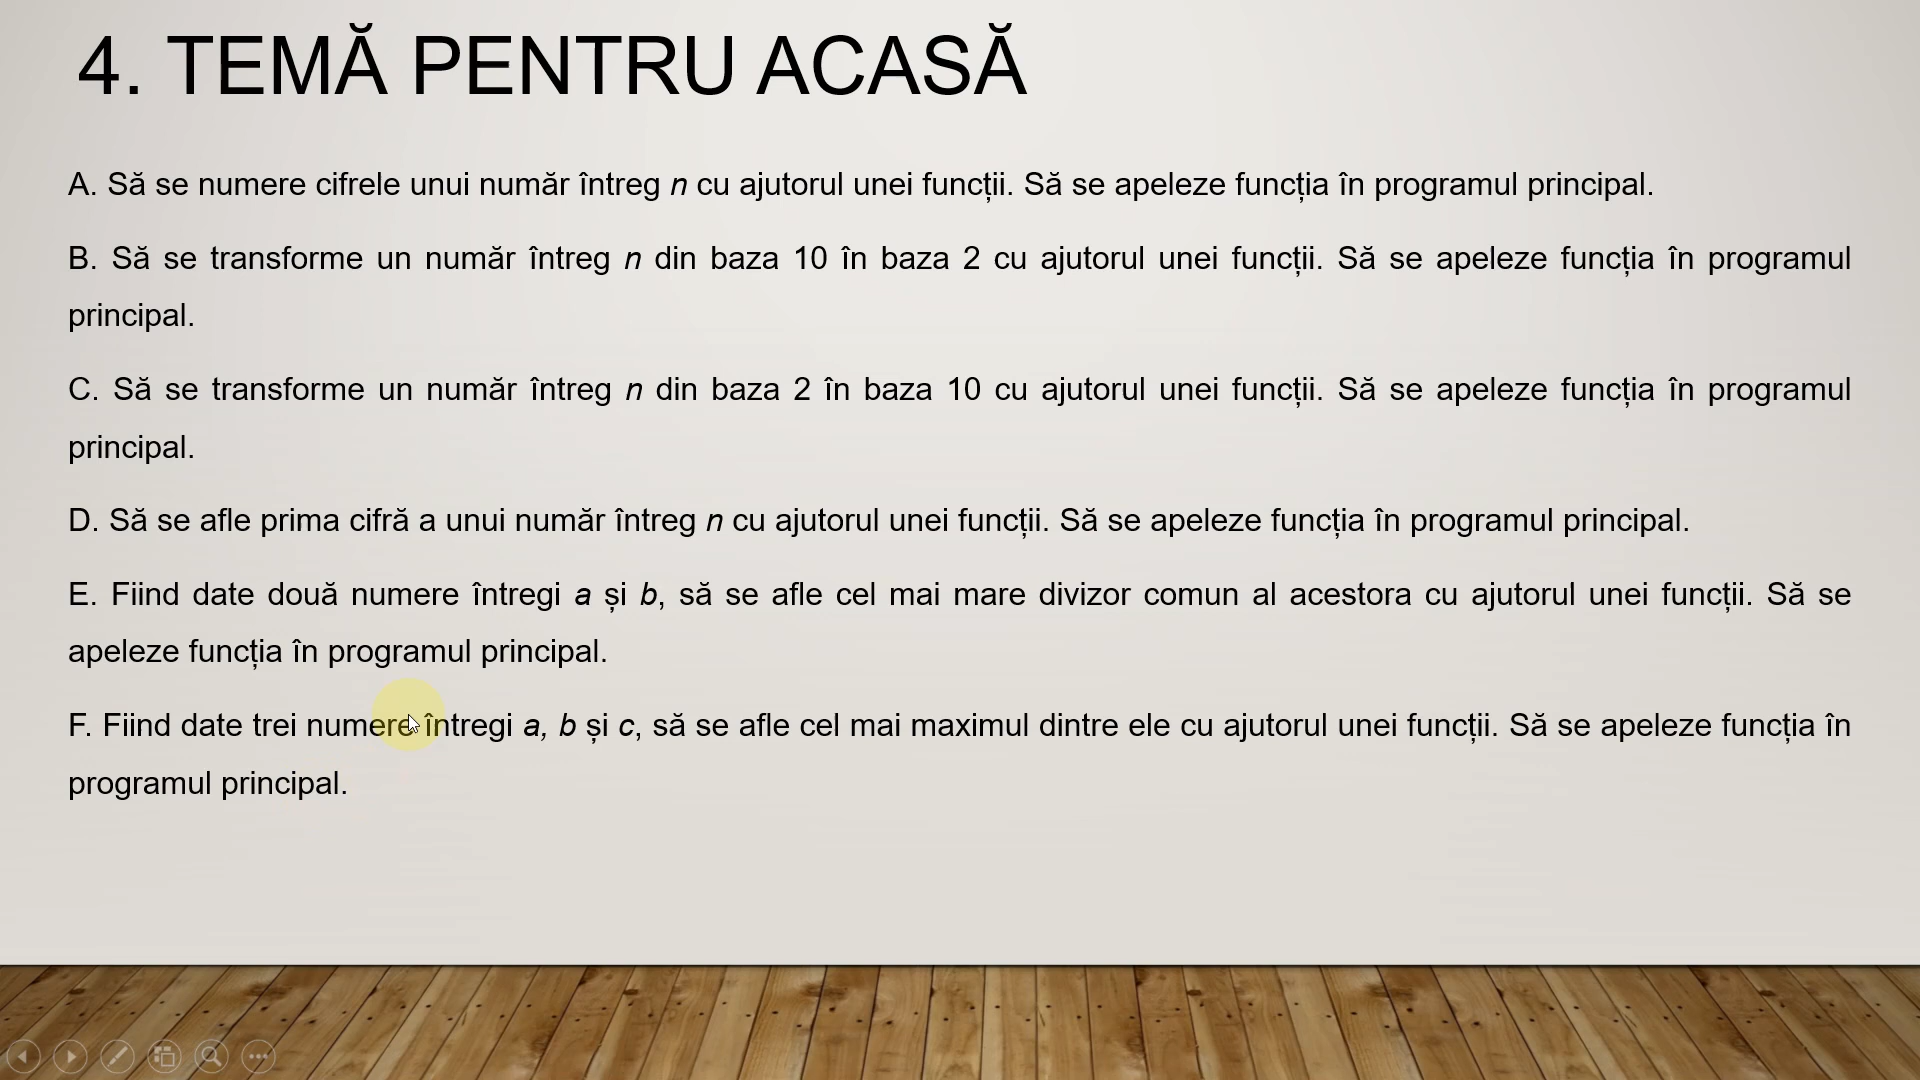 4. TEMĂ PENTRU ACASĂ
A. Să se numere cifrele unui număr întreg n cu ajutorul unei funcții. Să se apeleze funcția în programul principal.
B. Să se transforme un număr întreg n din baza 10 în baza 2 cu ajutorul unei funcții. Să se apeleze funcția în programul
principal.
C. Să se transforme un număr întreg n din baza 2 în baza 10 cu ajutorul unei funcții. Să se apeleze funcția în programul
principal.
D. Să se afle prima cifră a unui număr întreg n cu ajutorul unei funcții. Să se apeleze funcția în programul principal.
E. Fiind date două numere întregi a și b, să se afle cel mai mare divizor comun al acestora cu ajutorul unei funcții. Să se
apeleze funcția în programul principal.
F. Fiind date trei numere întregi a, b și c, să se afle cel mai maximul dintre ele cu ajutorul unei funcții. Să se apeleze funcția în
programul principal.